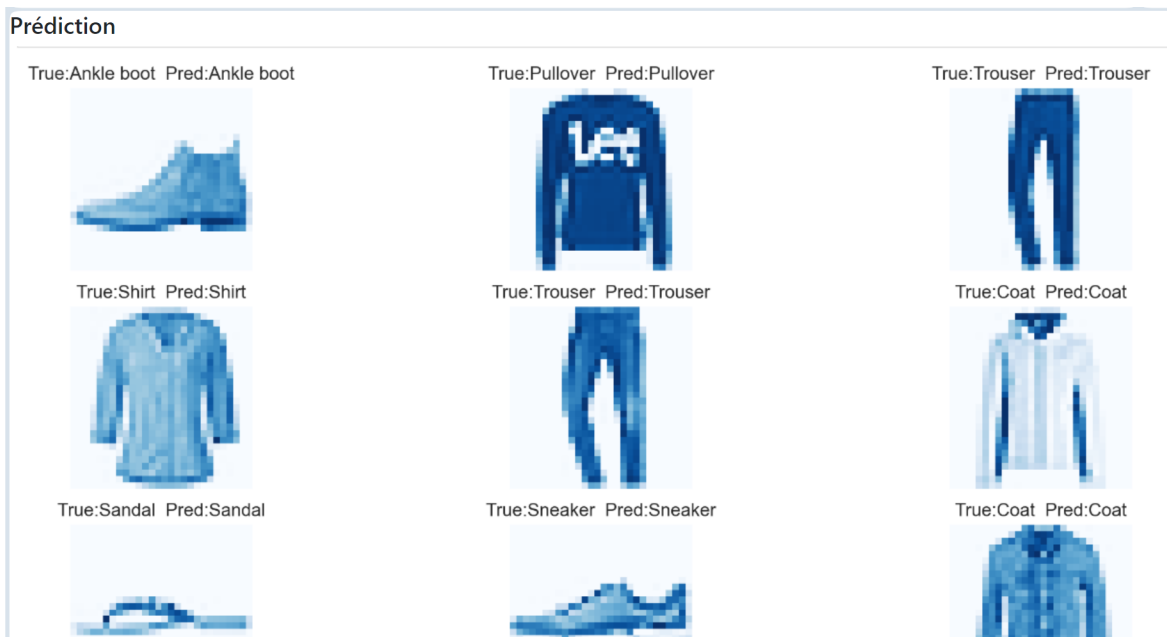 Prédiction
True:Ankle boot Pred:Ankle boot
True:Pullover Pred:Pullover
True:Trouser Pred:Trouser
Lee
True:Shirt Pred:Shirt
True:Trouser Pred:Trouser
True:Coat Pred:Coat
True:Sandal Pred:Sandal
True:Sneaker Pred:Sneaker
True:Coat Pred:Coat